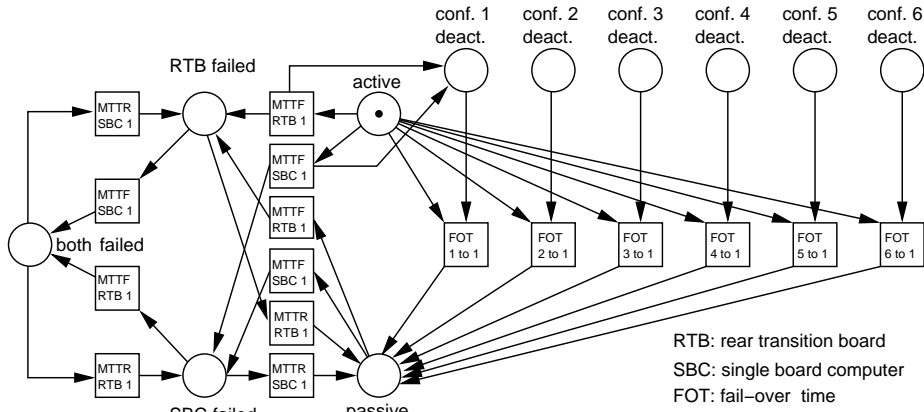 conf. 1 conf. 2 conf. 3 conf. 4 conf. 5 conf. 6
deact. deact. deact. deact. deact. deact.
RTB failed
active
MTTR
SBC 1
MTTF
RTB 1
MTTF
SBC 1
MTTF
SBC 1
MTTF
RTB 1
both failed
FOT
1 to 1
FOT
2 to 1
FOT
3 to 1
FOT
4 to 1
FOT
5 to 1
FOT
6 to 1
MTTF
SBC 1
MTTF
RTB 1
MTTR
RTB 1
MTTR
RTB 1
MTTR
SBC 1
RTB: rear transition board
SBC: single board computer
FOT: fail–over time
SBC failed
passive